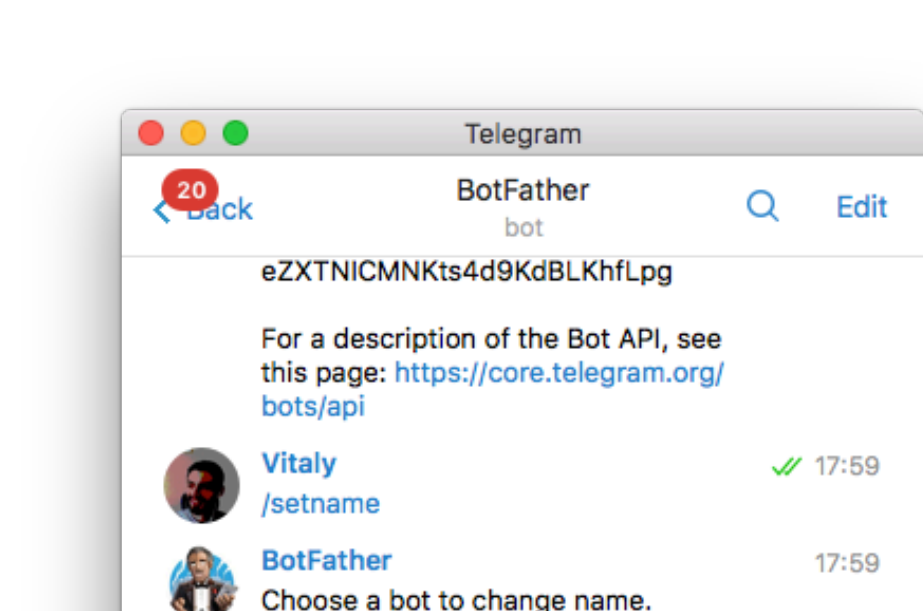 Telegram
20
Back
BotFather
bot
Edit
eZXTNICMNKts4d9KdBLKhfLpg
For a description of the Bot API, see
this page: https://core.telegram.org/
bots/api
Vitaly
17:59
/setname
BotFather
17:59
Choose a bot to change name.